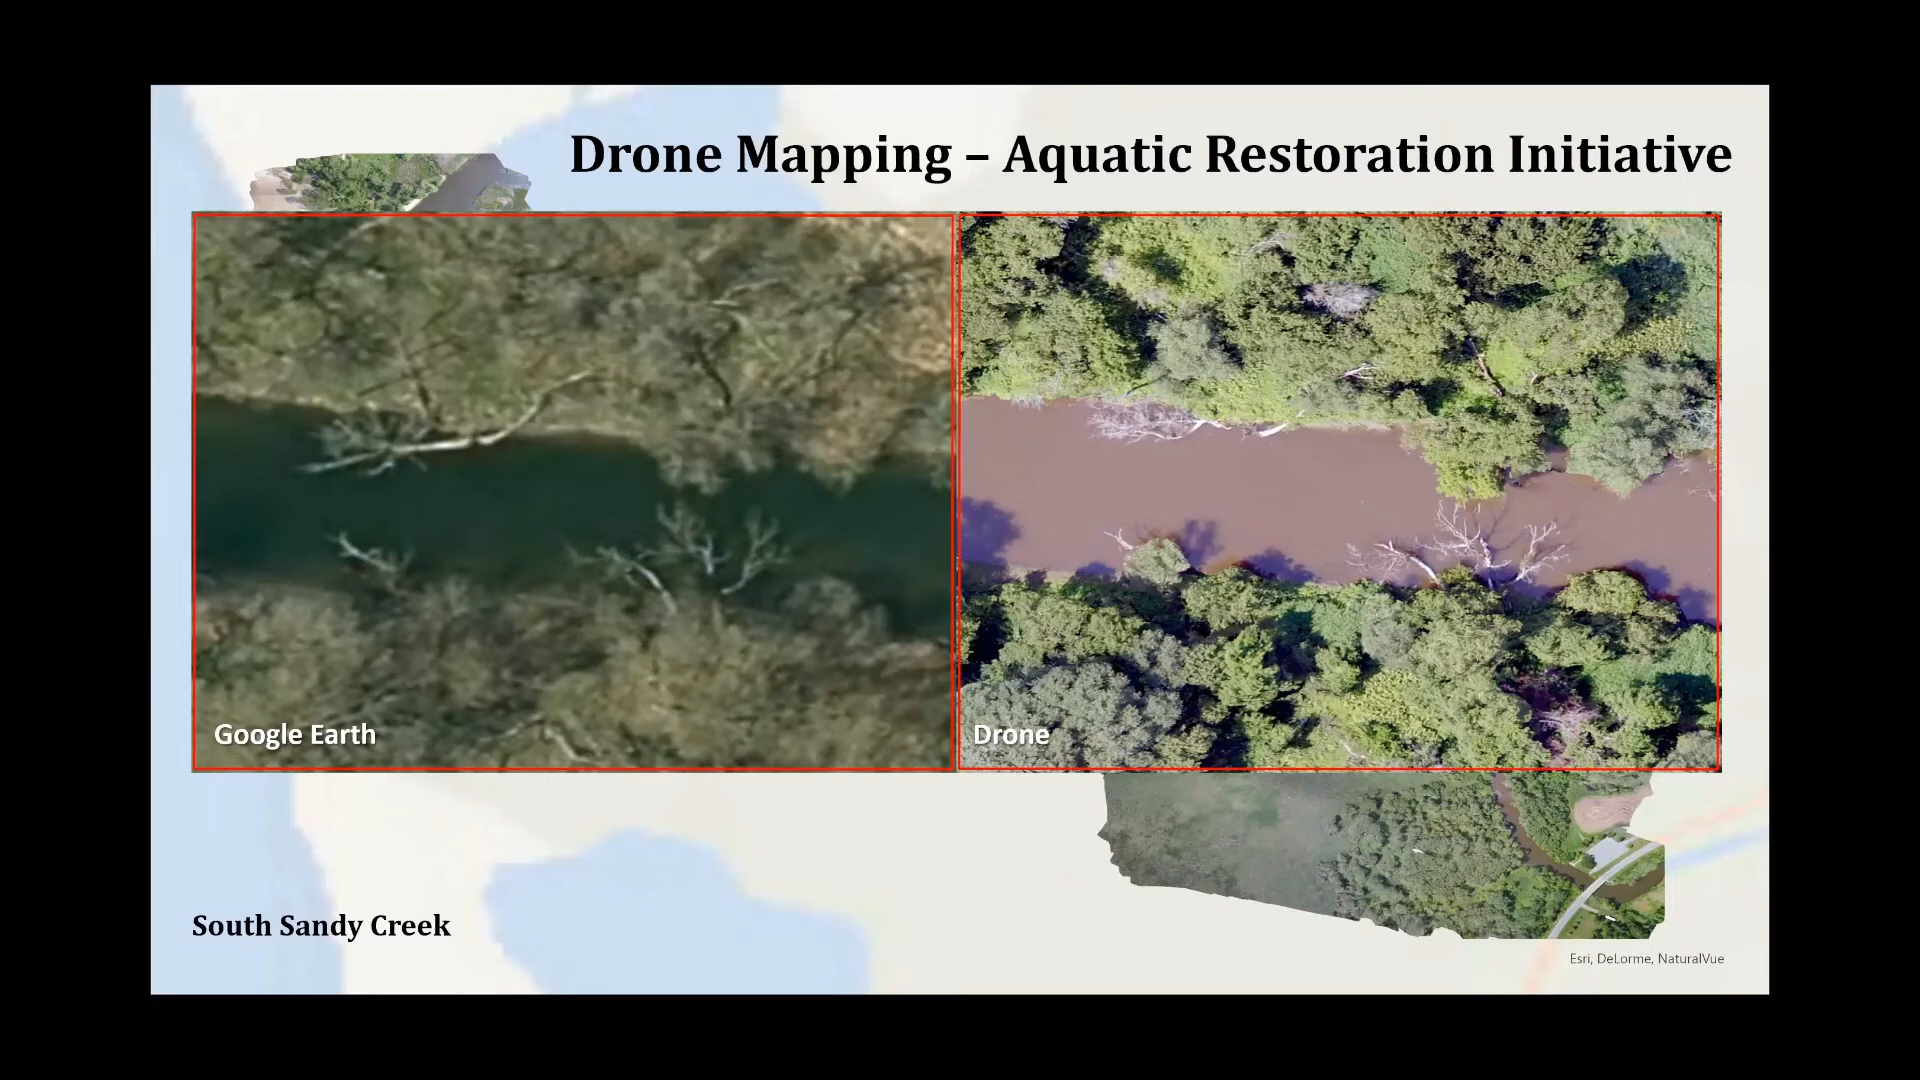 Drone Mapping – Aquatic Restoration Initiative
Google Earth
Drone
South Sandy Creek
Esri, DeLorme, NaturalVue